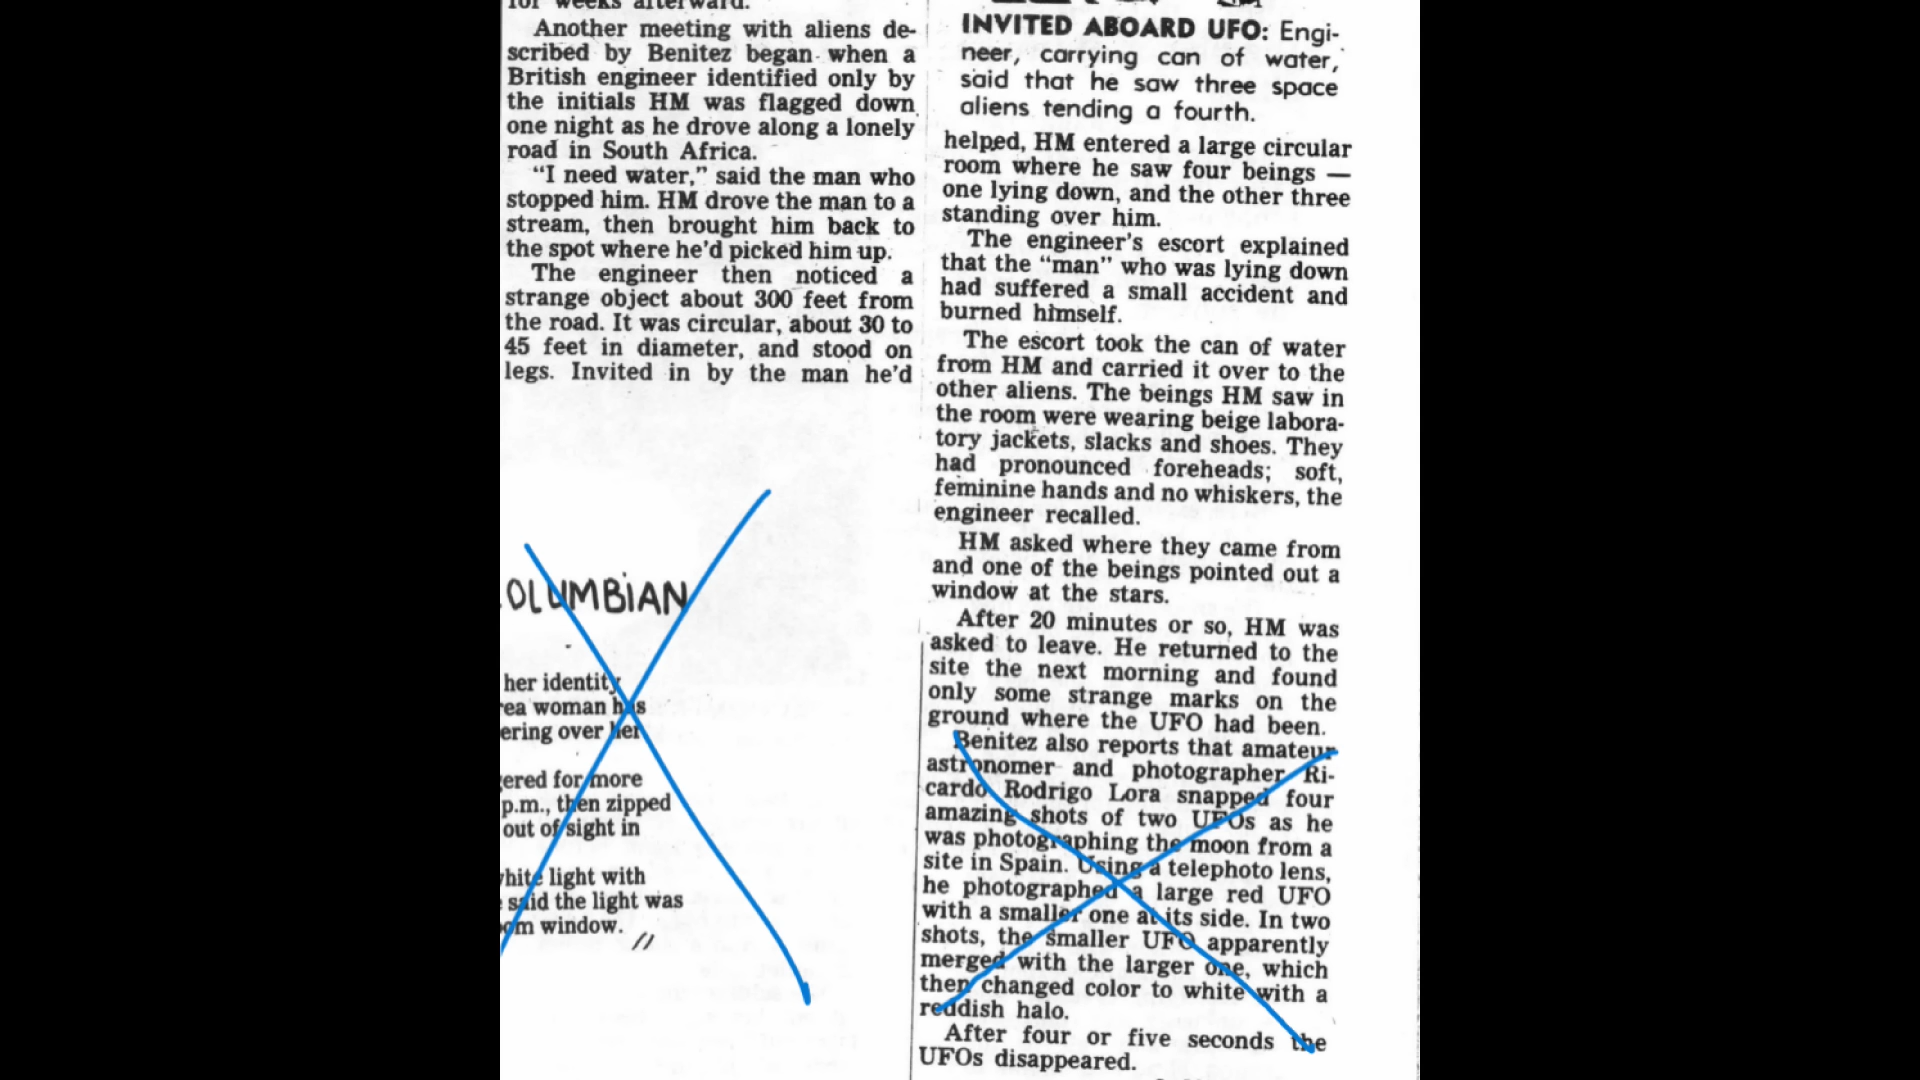 for weeks afterward.
Another meeting with aliens de-
scribed by Benitez began when a
British engineer identified only by
the initials HM was flagged down
one night as he drove along a lonely
road in South Africa.
"I need water," said the man who
stopped him. HM drove the man to a
stream, then brought him back to
the spot where he'd picked him up.
The engineer then noticed a
strange object about 300 feet from
the road. It was circular, about 30 to
45 feet in diameter, and stood on
legs. Invited in by the man he'd
OLUMBiAN
her identity
rea woman has
ering over her
gered for more
p.m., then zipped
out of sight in
white light with
said the light was
om window.
INVITED ABOARD UFO: Engi-
neer, carrying can of water,
said that he saw three space
aliens tending a fourth.
helped, HM entered a large circular
room where he saw four beings —
one lying down, and the other three
standing over him.
The engineer's escort explained
that the "man" who was lying down
had suffered a small accident and
burned himself.
The escort took the can of water
from HM and carried it over to the
other aliens. The beings HM saw in
the room were wearing beige labora-
tory jackets, slacks and shoes. They
had pronounced foreheads; soft,
feminine hands and no whiskers, the
engineer recalled.
HM asked where they came from
and one of the beings pointed out a
window at the stars.
After 20 minutes or so, HM was
asked to leave. He returned to the
site the next morning and found
only some strange marks on the
ground where the UFO had been.
Benitez also reports that amateur
astronomer and photographer Ri-
cardo Rodrigo Lora snapped four
amazing shots of two UFOs as he
was photographing the moon from a
site in Spain. Using a telephoto lens,
he photographed a large red UFO
with a smaller one at its side. In two
shots, the smaller UFO apparently
merged with the larger one, which
then changed color to white with a
reddish halo.
After four or five seconds the
UFOs disappeared.